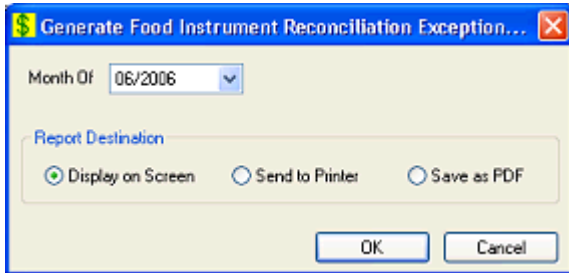 $ Generate Food Instrument Reconciliation Exception...
Month Of 06/2006
Report Destination
Display on Screen Send to Printer Save as PDF
OK Cancel